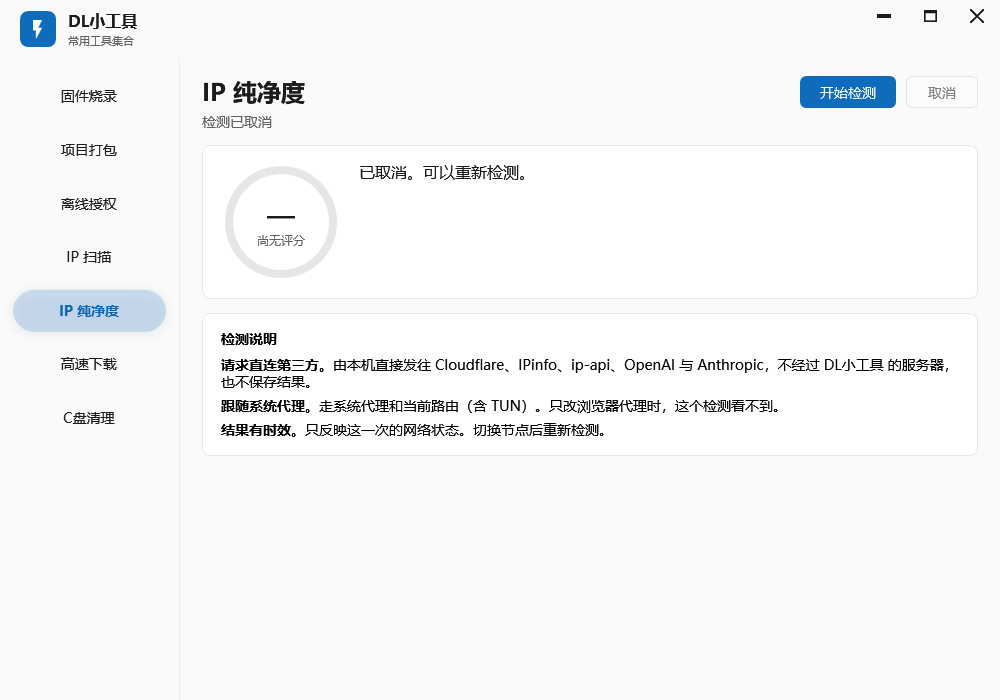 DL小工具
常用工具集合
固件烧录
项目打包
离线授权
IP 扫描
IP 纯净度
高速下载
C盘清理
IP 纯净度
检测已取消
开始检测
取消
—
尚无评分
已取消。可以重新检测。
检测说明
请求直连第三方。由本机直接发往 Cloudflare、IPinfo、ip-api、OpenAI 与 Anthropic，不经过 DL小工具 的服务器，
也不保存结果。
跟随系统代理。走系统代理和当前路由（含 TUN）。只改浏览器代理时，这个检测看不到。
结果有时效。只反映这一次的网络状态。切换节点后重新检测。